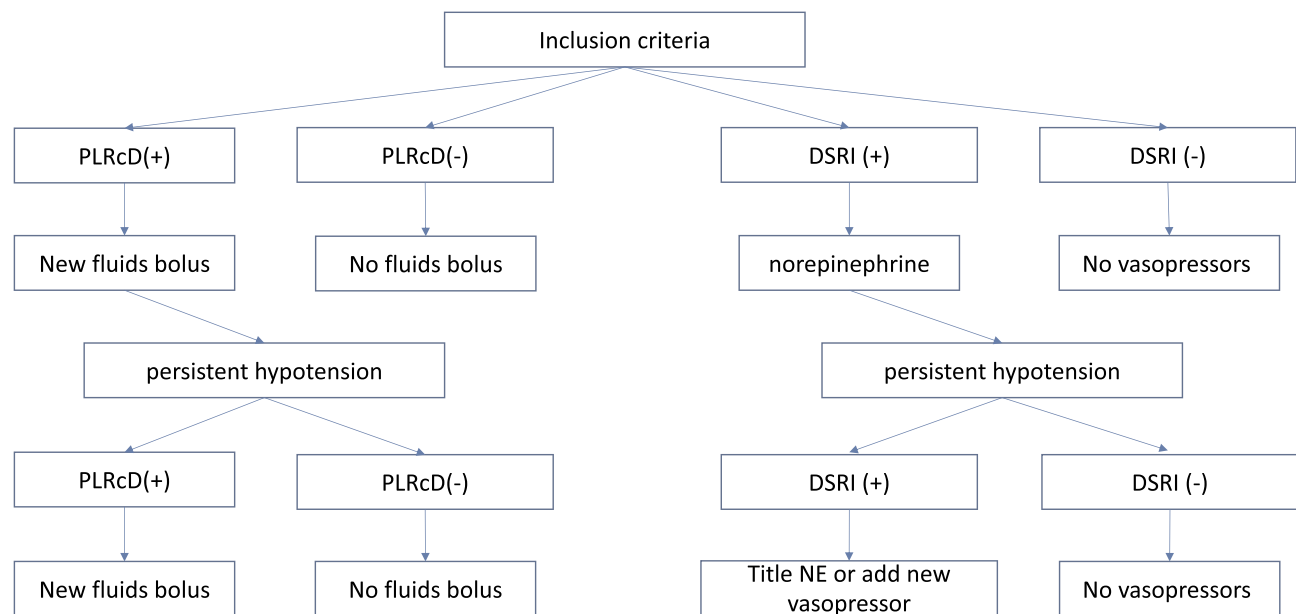 Inclusion criteria
PLRcD(+)
PLRcD(-)
DSRI (+)
DSRI (-)
New fluids bolus
No fluids bolus
norepinephrine
No vasopressors
persistent hypotension
persistent hypotension
PLRcD(+)
PLRcD(-)
DSRI (+)
DSRI (-)
New fluids bolus
No fluids bolus
Title NE or add new
vasopressor
No vasopressors